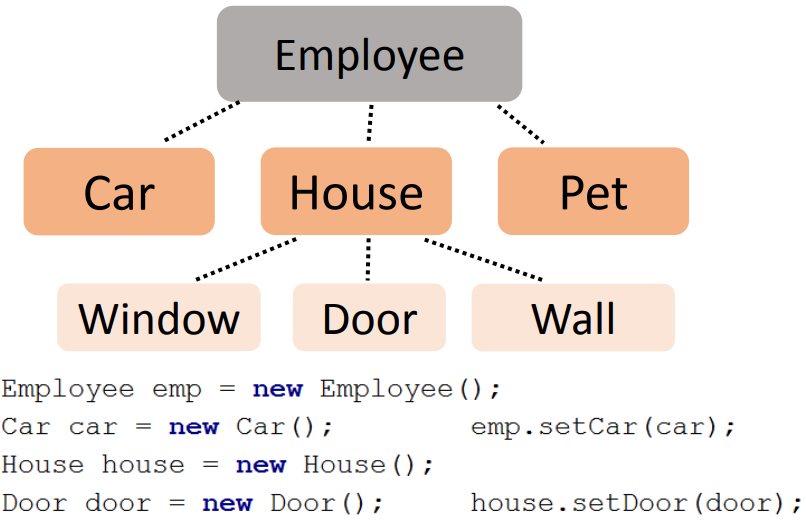 Employee
Car House Pet
Window Door Wall
Employee emp = new Employee();
Car car = new Car(); emp.setCar(car);
House house = new House();
Door door = new Door(); house.setDoor(door);